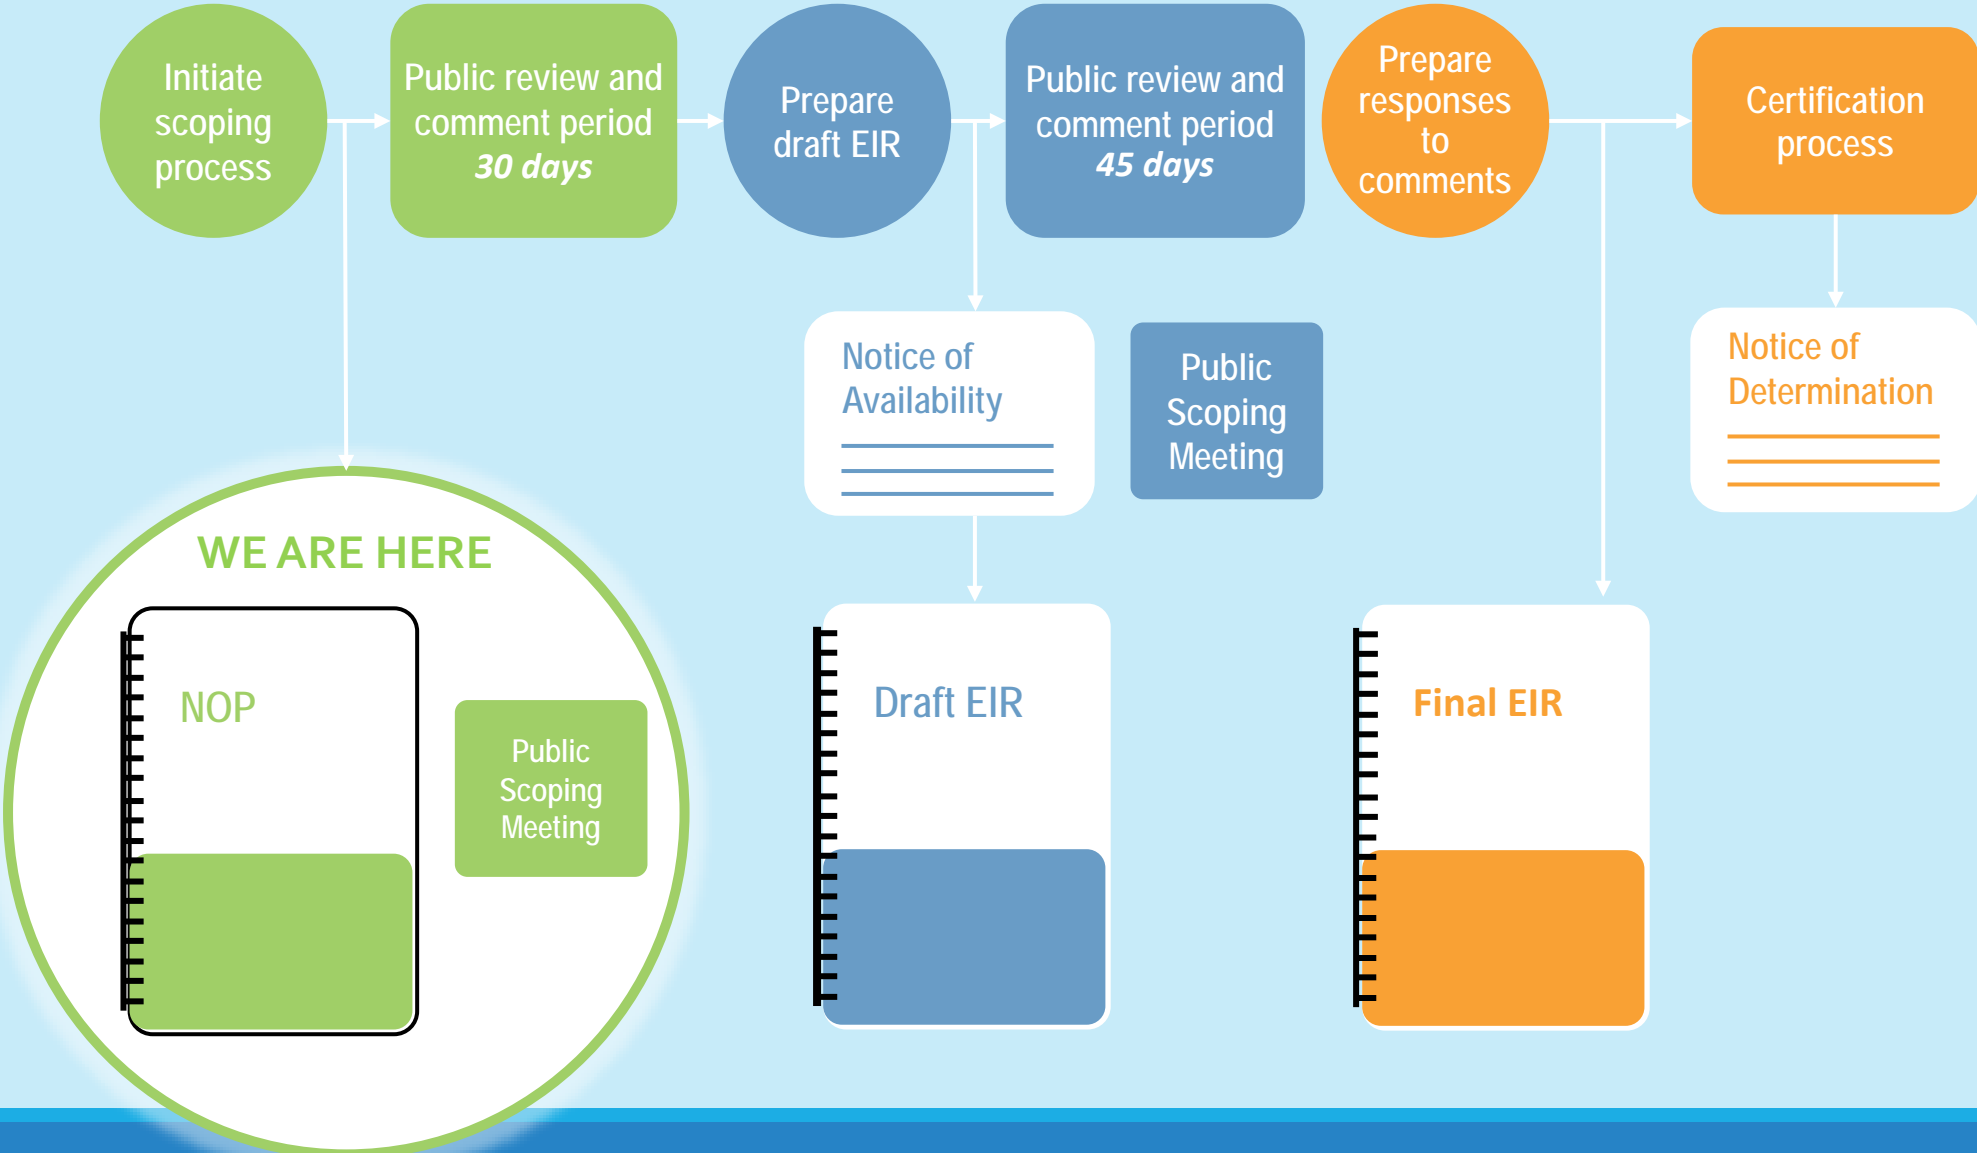 Initiate
scoping
process
Public review and
comment period
30 days
Prepare
draft EIR
Public review and
comment period
45 days
Prepare
responses
to
comments
Certification
process
Notice of
Availability
Public
Scoping
Meeting
Notice of
Determination
WE ARE HERE
NOP
Public
Scoping
Meeting
Draft EIR
Final EIR